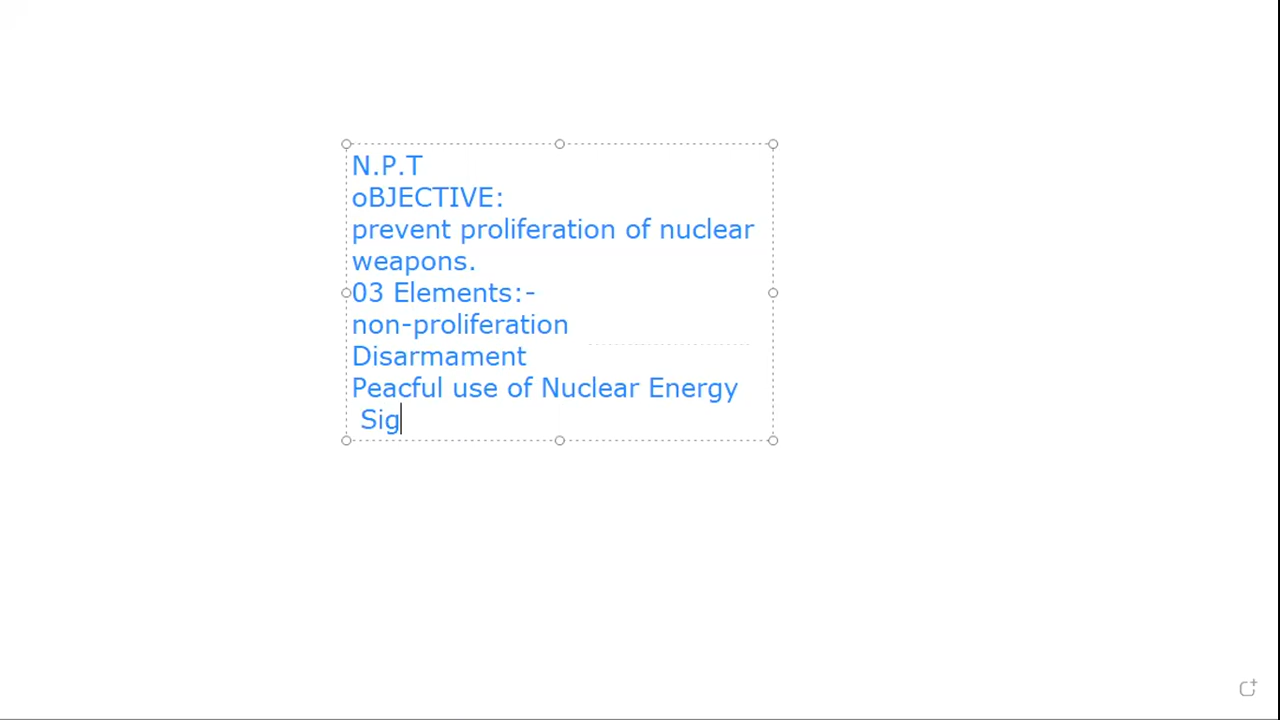 N.P.T
oBJECTIVE:
prevent proliferation of nuclear
weapons.
03 Elements:-
non-proliferation
Disarmament
Peacful use of Nuclear Energy
Sig